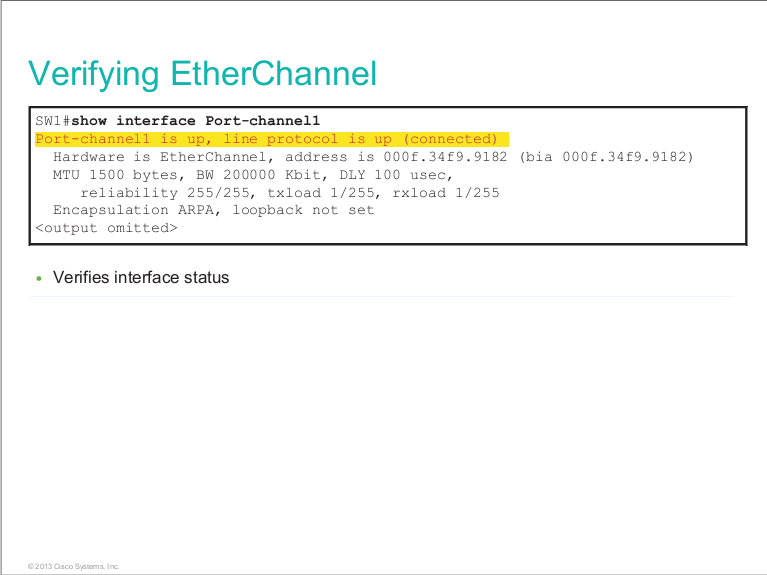 Verifying EtherChannel
SW1#show interface Port-channel1
Port-channel1 is up, line protocol is up (connected)
Hardware is EtherChannel, address is 000f.34f9.9182 (bia 000f.34f9.9182)
MTU 1500 bytes, BW 200000 Kbit, DLY 100 usec,
reliability 255/255, txload 1/255, rxload 1/255
Encapsulation ARPA, loopback not set
<output omitted>
• Verifies interface status
© 2013 Cisco Systems, Inc.